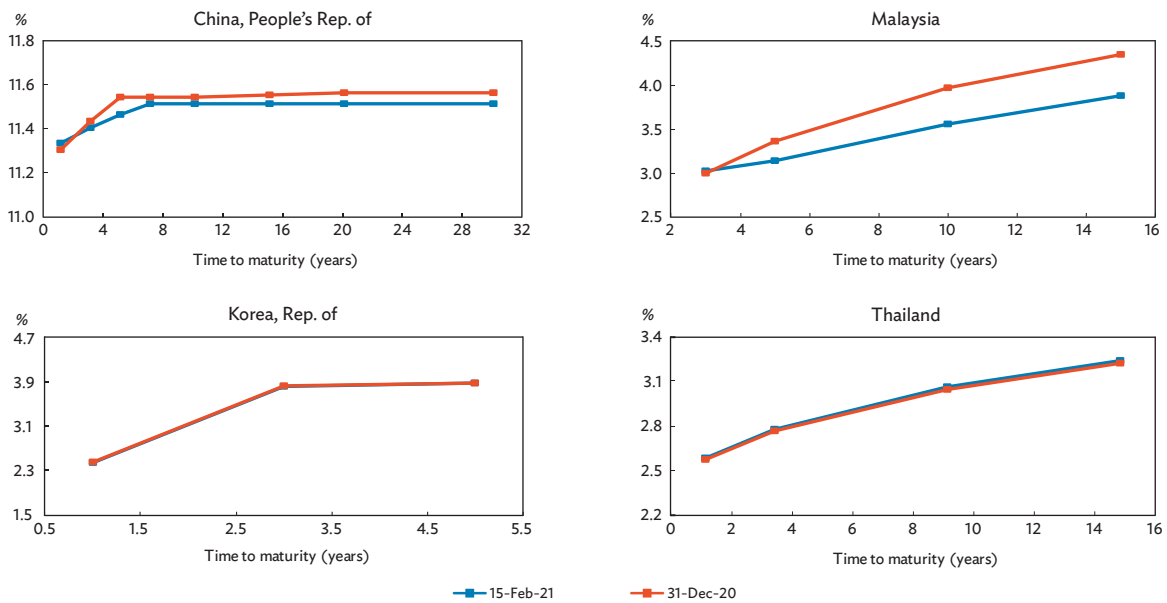 China, People's Rep. of
%
11.8
11.6
11.4
11.2
11.0
0 4 8 12 16 20 24 28 32
Time to maturity (years)
Malaysia
%
4.5
4.0
3.5
3.0
2.5
2 4 6 8 10 12 14 16
Time to maturity (years)
Korea, Rep. of
%
4.7
3.9
3.1
2.3
1.5
0.5 1.5 2.5 3.5 4.5 5.5
Time to maturity (years)
Thailand
%
3.4
3.1
2.8
2.5
2.2
0 2 4 6 8 10 12 14 16
Time to maturity (years)
15-Feb-21 31-Dec-20